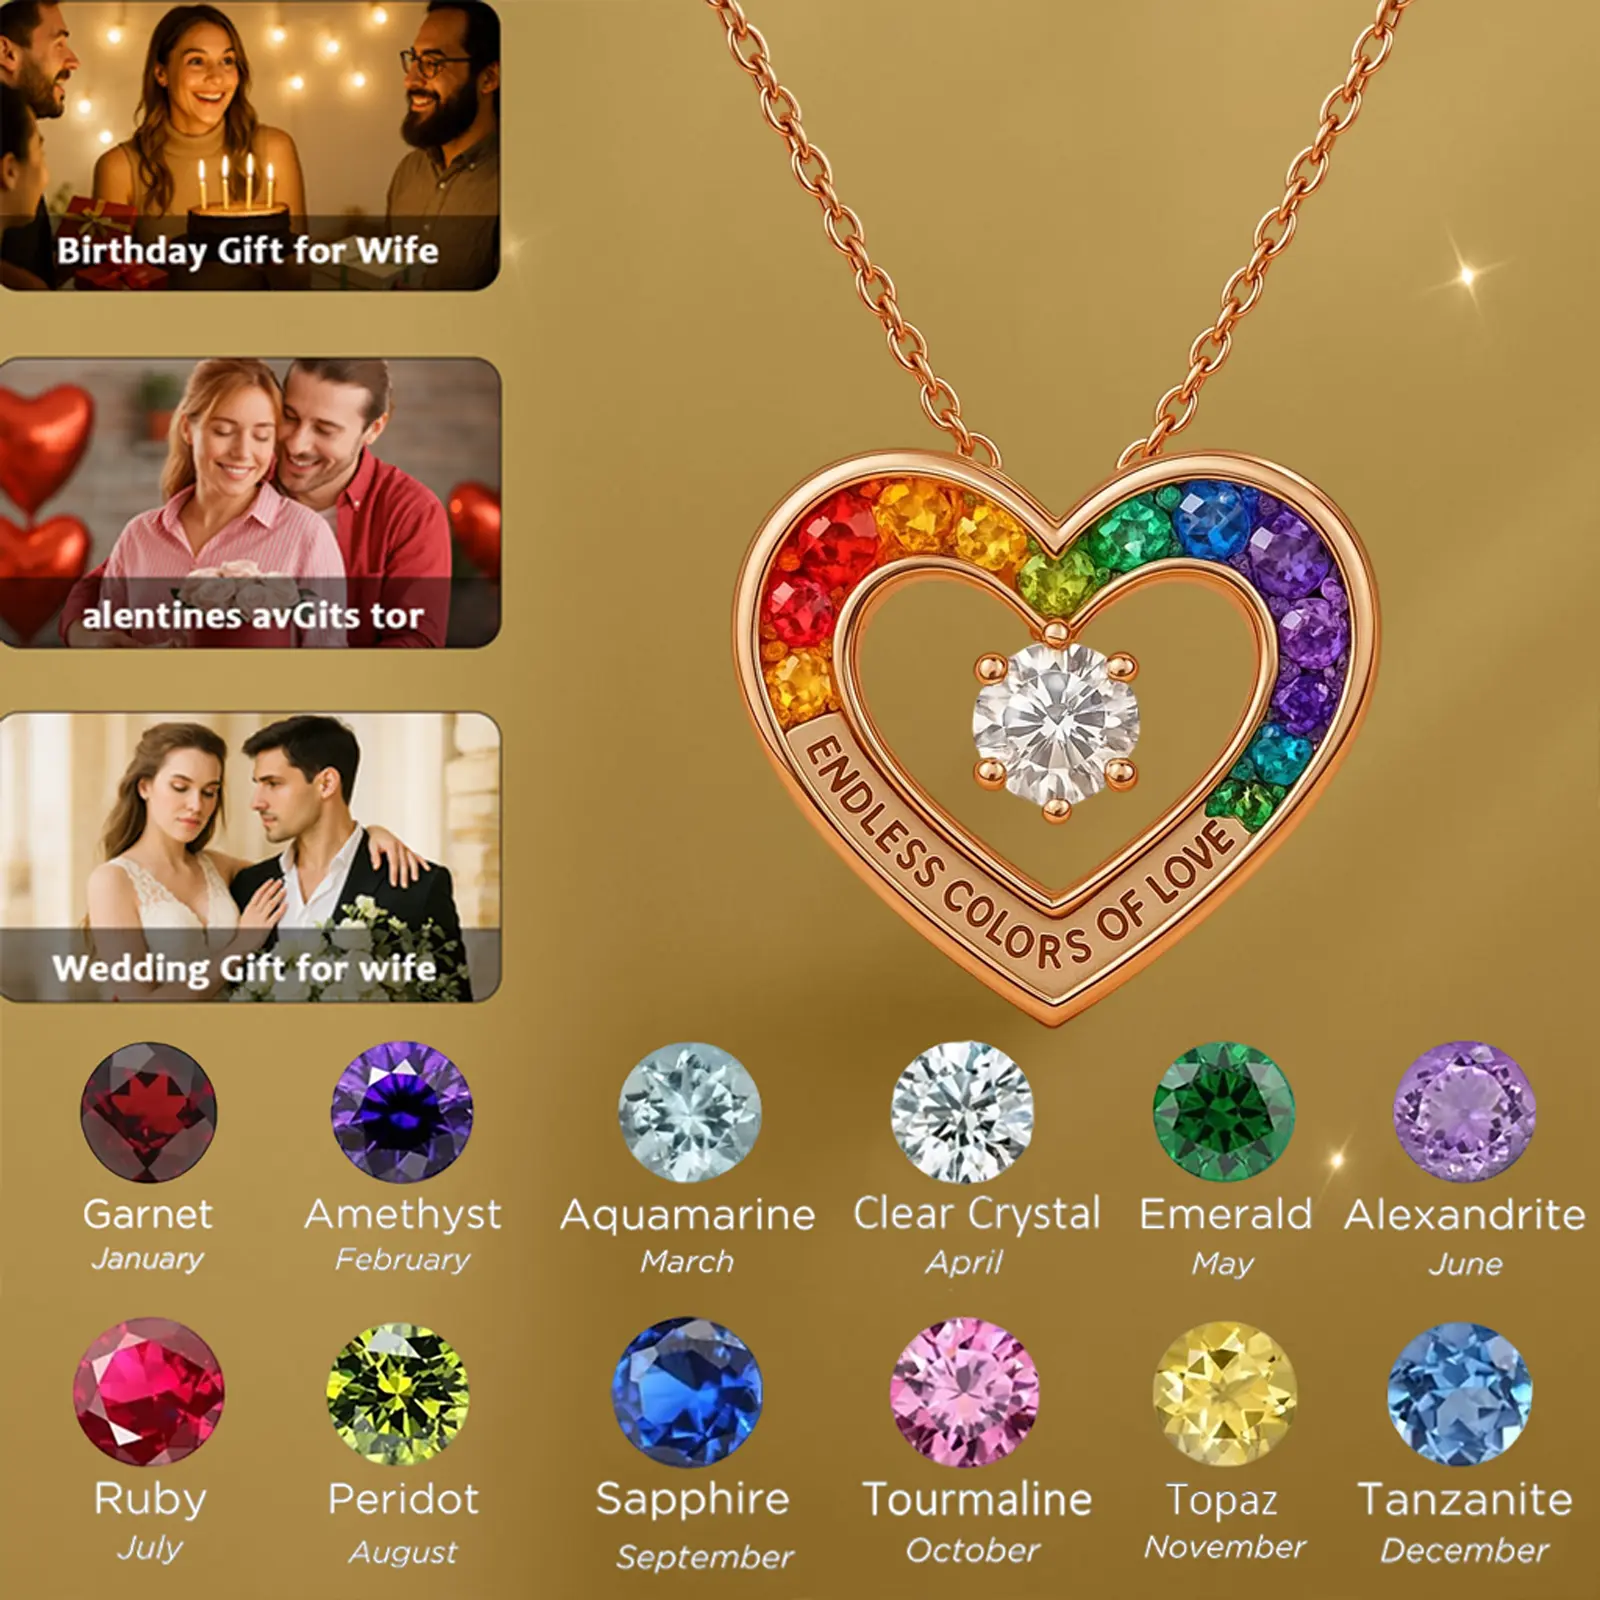 Birthday Gift for Wife
alentines avGits tor
Wedding Gift for wife
ENDLESS COLORS OF LOVE
Garnet
January
Amethyst
February
Aquamarine
March
Clear Crystal
April
Emerald
May
Alexandrite
June
Ruby
July
Peridot
August
Sapphire
September
Tourmaline
October
Topaz
November
Tanzanite
December